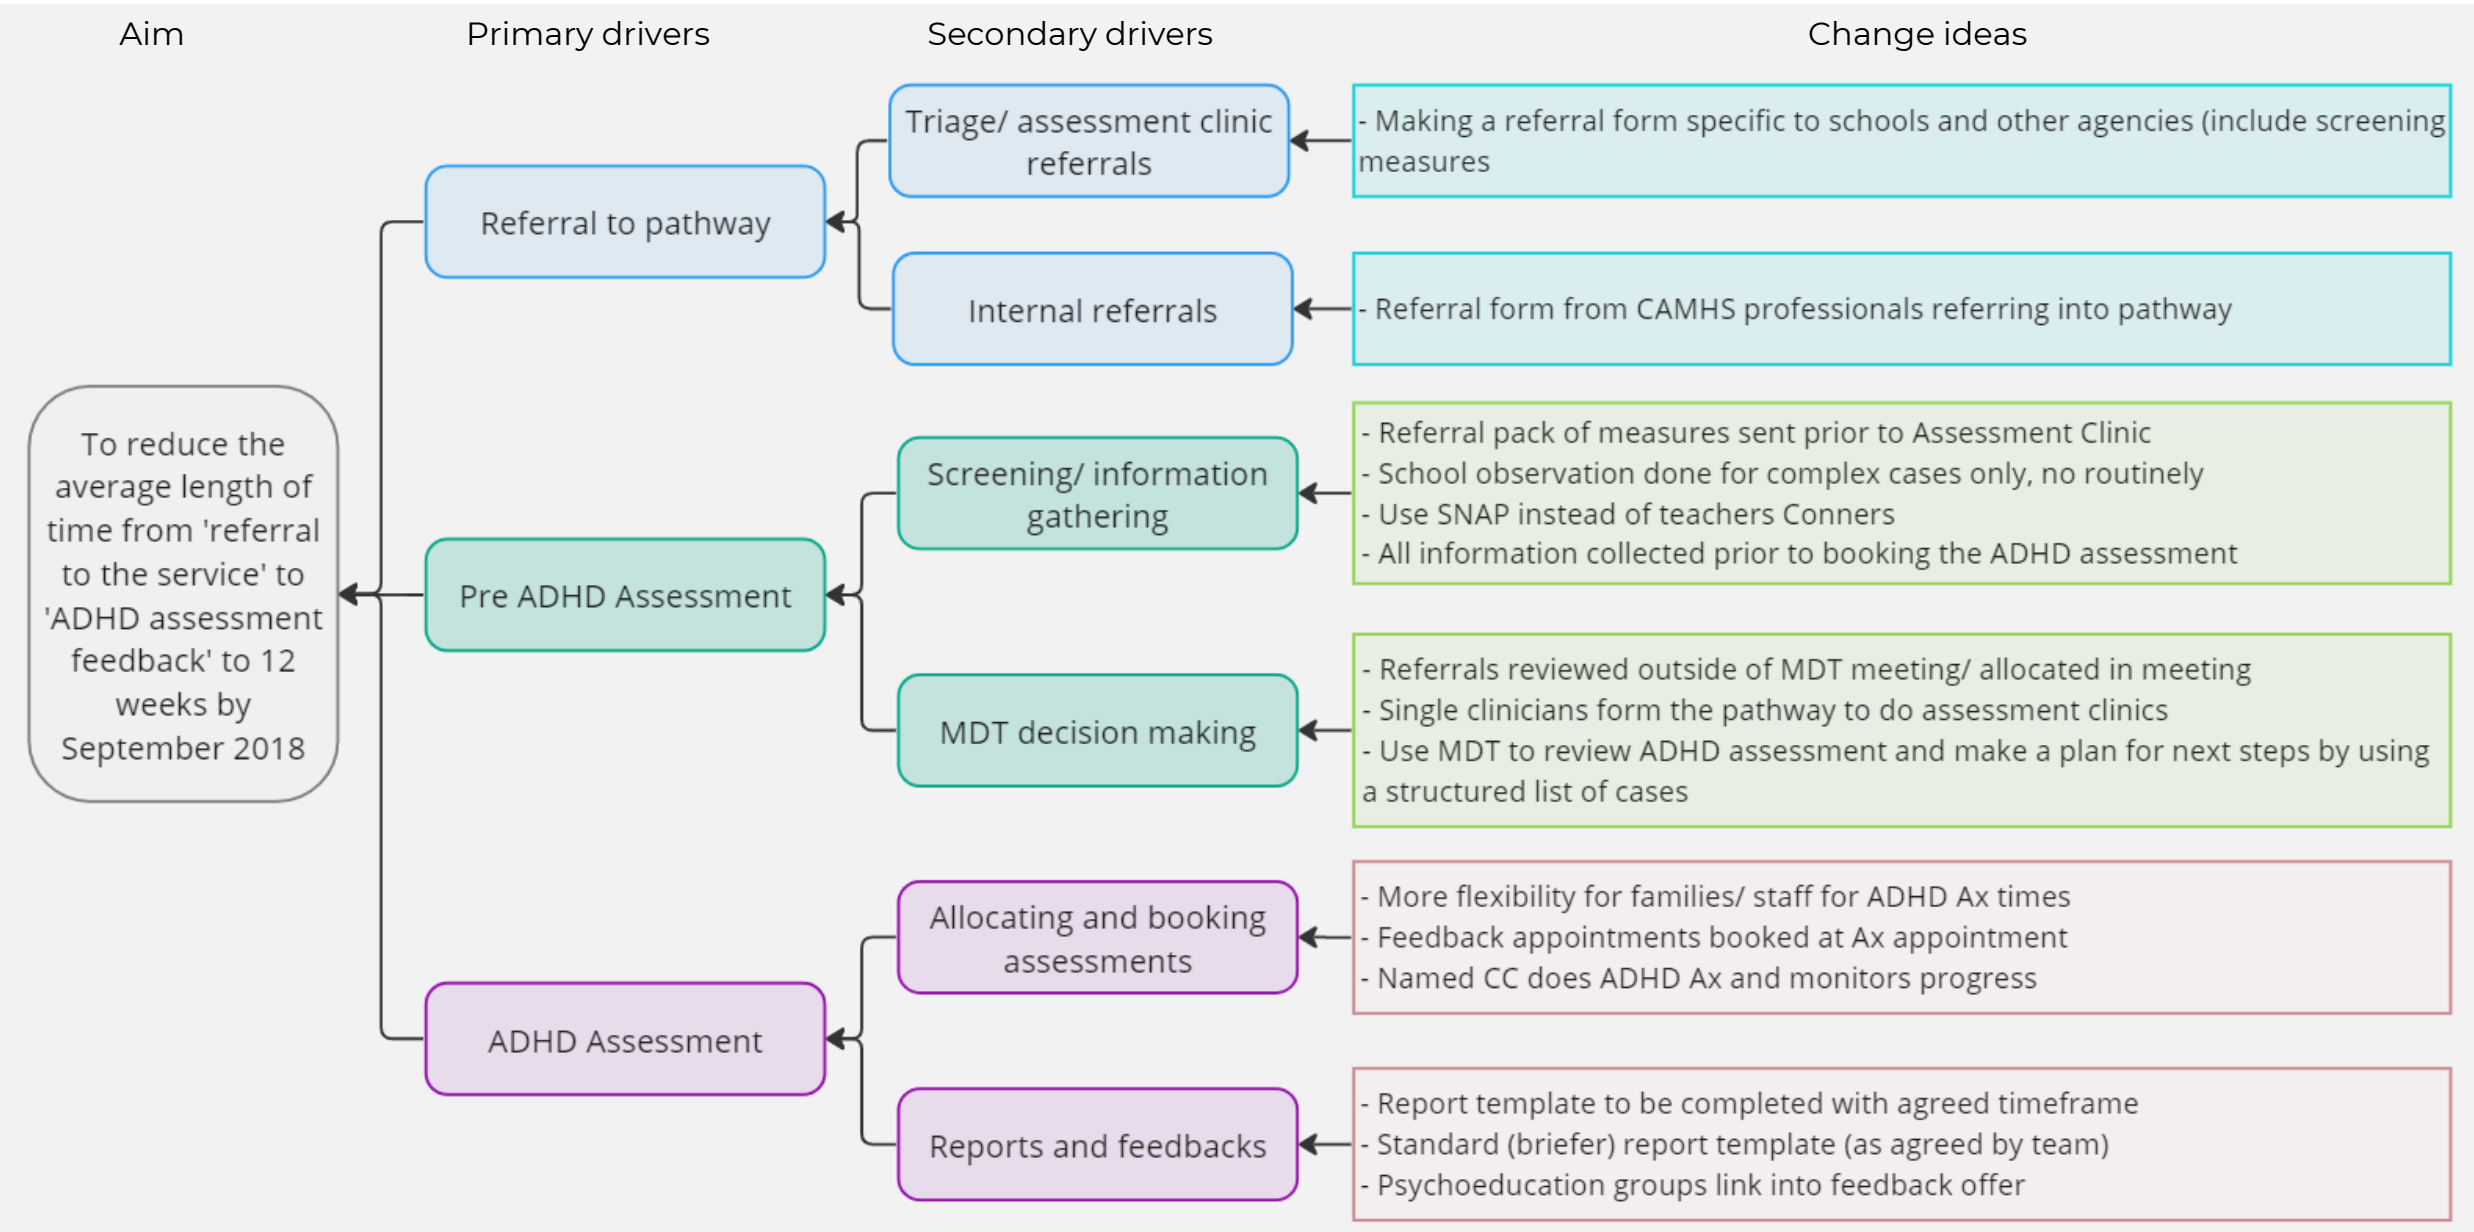 Aim
Primary drivers
Secondary drivers
Change ideas
To reduce the
average length of
time from 'referral
to the service' to
'ADHD assessment
feedback' to 12
weeks by
September 2018
Referral to pathway
Triage/ assessment clinic
referrals
- Making a referral form specific to schools and other agencies (include screening
measures
Internal referrals
- Referral form from CAMHS professionals referring into pathway
Pre ADHD Assessment
Screening/ information
gathering
- Referral pack of measures sent prior to Assessment Clinic
- School observation done for complex cases only, no routinely
- Use SNAP instead of teachers Conners
- All information collected prior to booking the ADHD assessment
MDT decision making
- Referrals reviewed outside of MDT meeting/ allocated in meeting
- Single clinicians form the pathway to do assessment clinics
- Use MDT to review ADHD assessment and make a plan for next steps by using
a structured list of cases
ADHD Assessment
Allocating and booking
assessments
- More flexibility for families/ staff for ADHD Ax times
- Feedback appointments booked at Ax appointment
- Named CC does ADHD Ax and monitors progress
Reports and feedbacks
- Report template to be completed with agreed timeframe
- Standard (briefer) report template (as agreed by team)
- Psychoeducation groups link into feedback offer